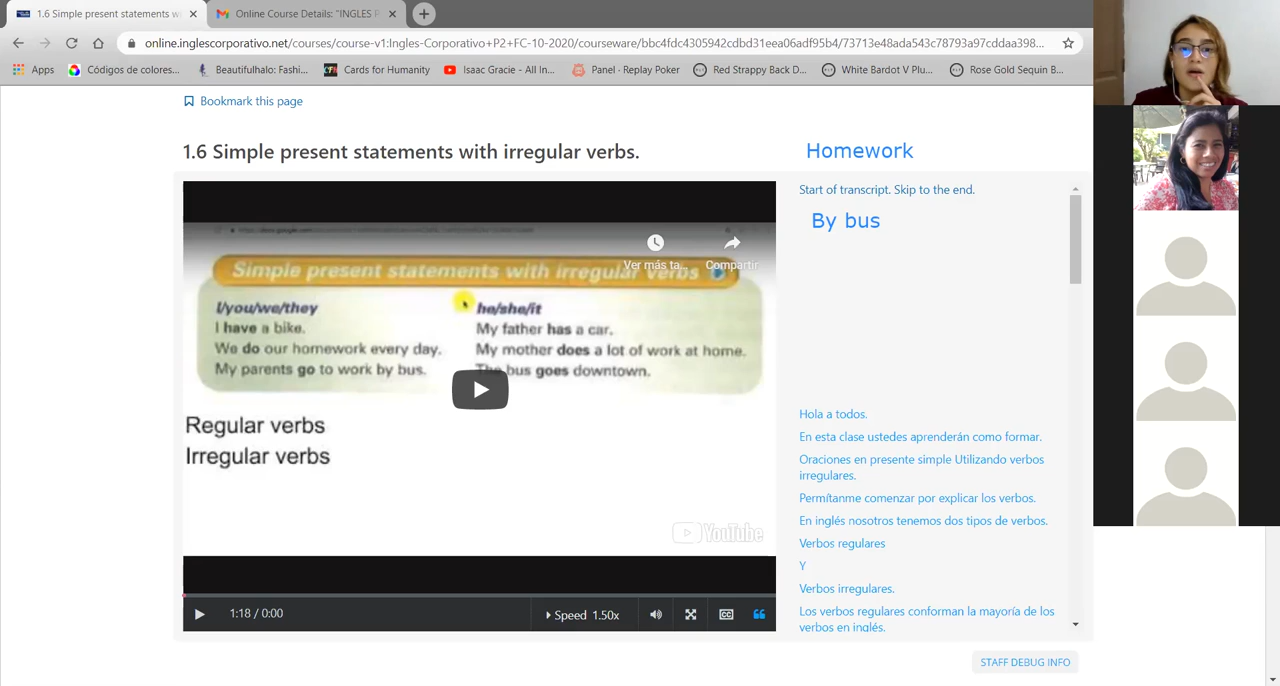 1.6 Simple present statements w
Online Course Details: "INGLES P
online.inglescorporativo.net/courses/course-v1:Ingles-Corporativo+P2+FC-10-2020/courseware/bbc4fdc4305942cdbd31eea06adf95b4/73713e48ada543c78793a97cddaa398...
Apps
Códigos de colores...
Beautifulhalo: Fashi...
Cards for Humanity
Isaac Gracie - All In...
Panel · Replay Poker
Red Strappy Back D...
White Bardot V Plu...
Rose Gold Sequin B...
Bookmark this page
1.6 Simple present statements with irregular verbs.
Homework
Start of transcript. Skip to the end.
By bus
Ver más ta...
Compartir
Simple present statements with irregular verbs
I/you/we/they
I have a bike.
We do our homework every day.
My parents go to work by bus.
he/she/it
My father has a car.
My mother does a lot of work at home.
The bus goes downtown.
Regular verbs
Irregular verbs
YouTube
Hola a todos.
En esta clase ustedes aprenderán como formar.
Oraciones en presente simple Utilizando verbos
irregulares.
Permítanme comenzar por explicar los verbos.
En inglés nosotros tenemos dos tipos de verbos.
Verbos regulares
Y
Verbos irregulares.
Los verbos regulares conforman la mayoría de los
verbos en inglés.
1:18 / 0:00
Speed 1.50x
CC
STAFF DEBUG INFO